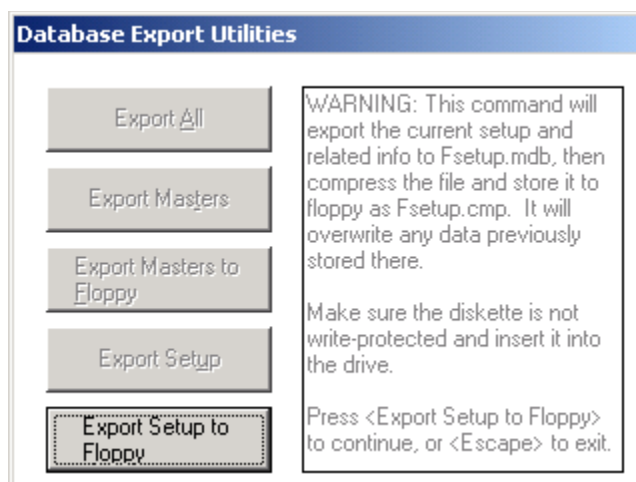 Database Export Utilities
Export All
Export Masters
Export Masters to
Floppy
Export Setup
Export Setup to
Floppy
WARNING: This command will
export the current setup and
related info to Fsetup.mdb, then
compress the file and store it to
floppy as Fsetup.cmp. It will
overwrite any data previously
stored there.
Make sure the diskette is not
write-protected and insert it into
the drive.
Press <Export Setup to Floppy>
to continue, or <Escape> to exit.